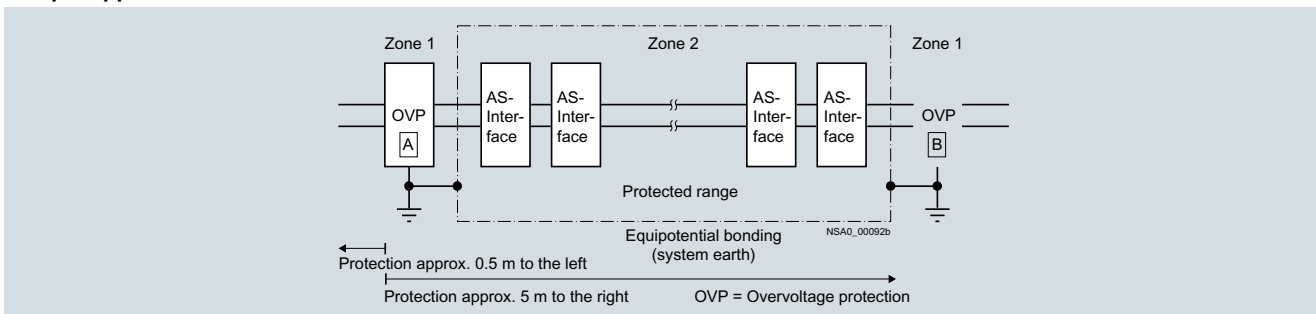 Zone 1
Zone 2
Zone 1
OVP
A
AS-
Inter-
face
AS-
Inter-
face
AS-
Inter-
face
AS-
Inter-
face
OVP
B
Protected range
NSA0_00092b
Equipotential bonding
(system earth)
Protection approx. 0.5 m to the left
Protection approx. 5 m to the right
OVP = Overvoltage protection